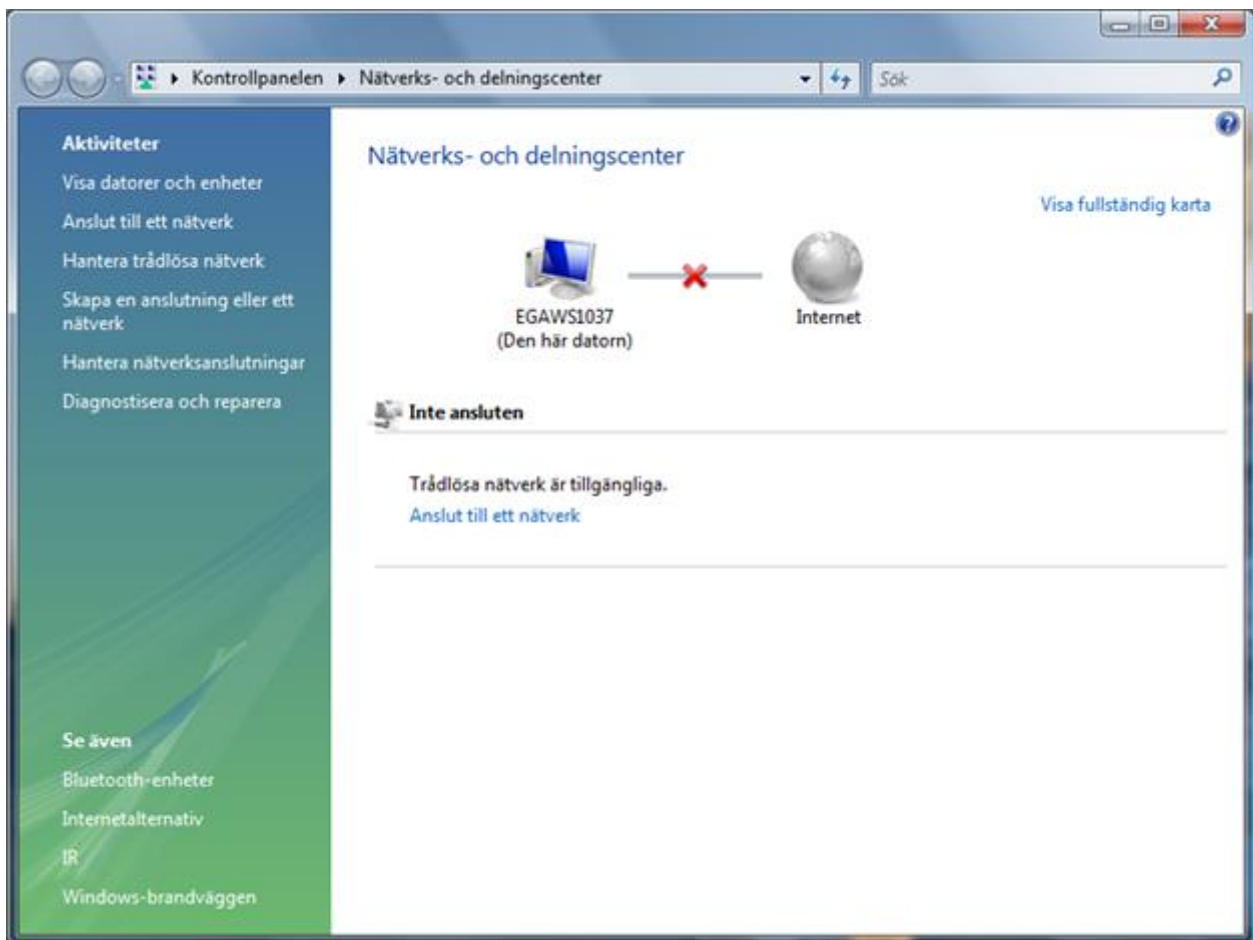 Kontrollpanelen ▸ Nätverks- och delningscenter
Sök
Aktiviteter
Visa datorer och enheter
Anslut till ett nätverk
Hantera trådlösa nätverk
Skapa en anslutning eller ett
nätverk
Hantera nätverksanslutningar
Diagnostisera och reparera
Se även
Bluetooth-enheter
Internetalternativ
IR
Windows-brandväggen
Nätverks- och delningscenter
Visa fullständig karta
EGAWS1037
(Den här datorn)
Internet
Inte ansluten
Trådlösa nätverk är tillgängliga.
Anslut till ett nätverk